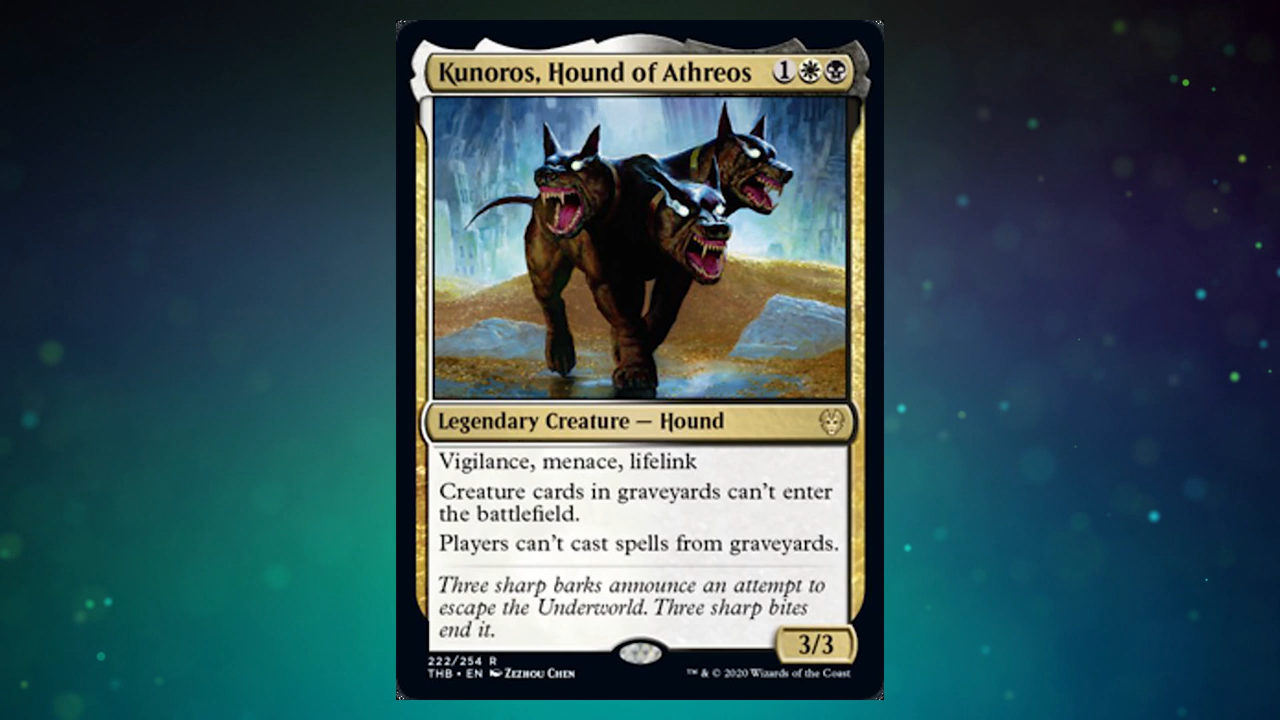 Kunoros, Hound of Athreos 1
Legendary Creature — Hound
Vigilance, menace, lifelink
Creature cards in graveyards can't enter
the battlefield.
Players can't cast spells from graveyards.
Three sharp barks announce an attempt to
escape the Underworld. Three sharp bites
end it.
3/3
222/254 R
THB • EN Zezhou Chen
™ & © 2020 Wizards of the Coast